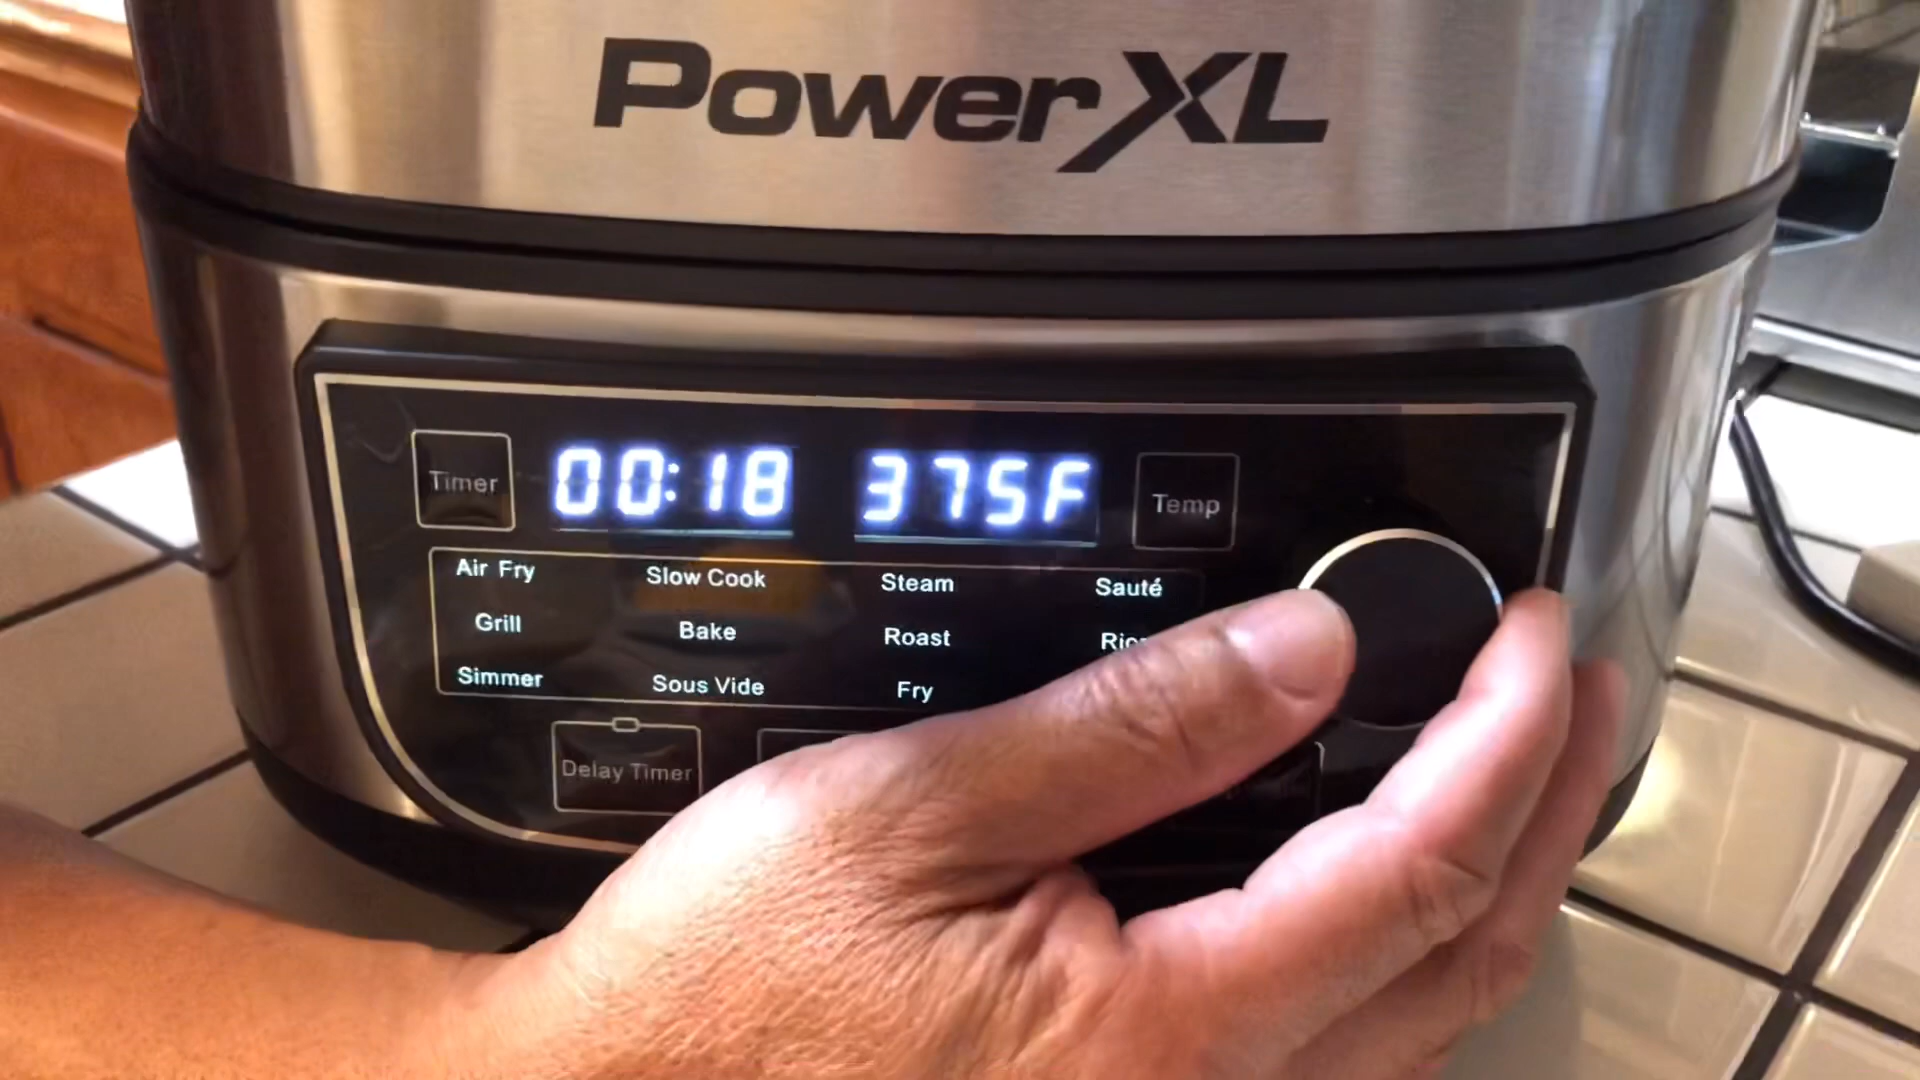 PowerXL
Timer 00:18 375F Temp
Air Fry Slow Cook Steam Sauté
Grill Bake Roast
Simmer Sous Vide Fry
Delay Timer